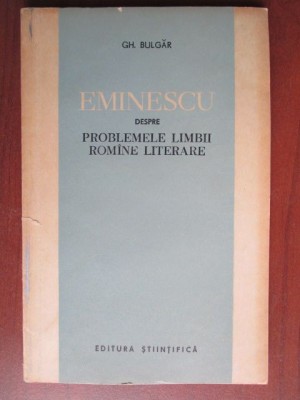 GH. BULGĂR
EMINESCU
DESPRE
PROBLEMELE LIMBII
ROMÎNE LITERARE
EDITURA ȘTIINȚIFICĂ